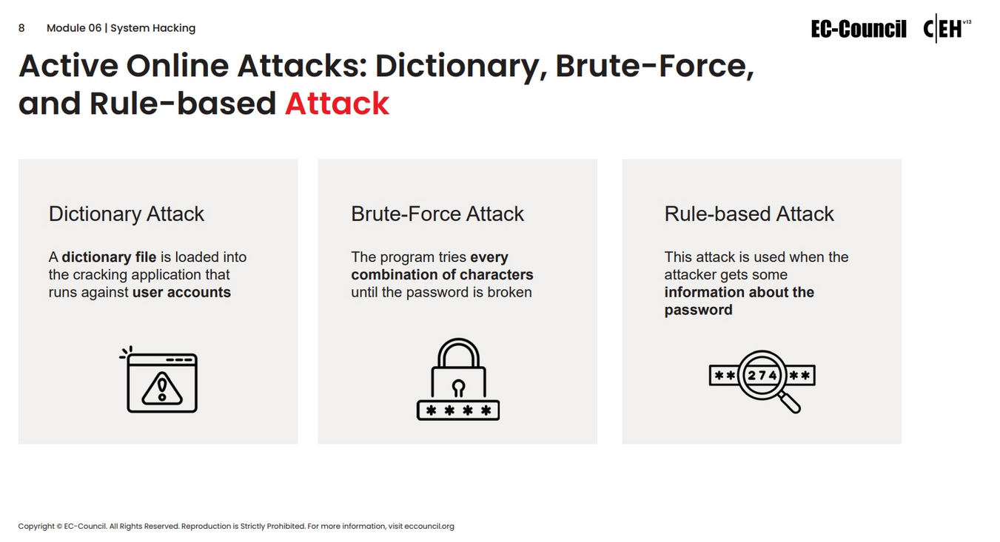 8 Module 06 | System Hacking
EC-Council C|EH v13
Active Online Attacks: Dictionary, Brute-Force,
and Rule-based Attack
Dictionary Attack
A dictionary file is loaded into
the cracking application that
runs against user accounts
Brute-Force Attack
The program tries every
combination of characters
until the password is broken
* * * *
Rule-based Attack
This attack is used when the
attacker gets some
information about the
password
** 274 **
Copyright © EC-Council. All Rights Reserved. Reproduction is Strictly Prohibited. For more information, visit eccouncil.org